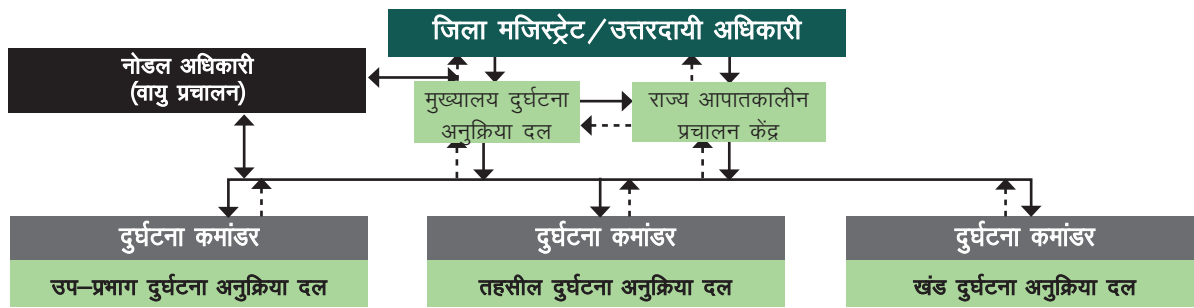 जिला मजिस्ट्रेट/उत्तरदायी अधिकारी
नोडल अधिकारी
(वायु प्रचालन)
मुख्यालय दुर्घटना
अनुक्रिया दल
राज्य आपातकालीन
प्रचालन केंद्र
दुर्घटना कमांडर
उप-प्रभाग दुर्घटना अनुक्रिया दल
दुर्घटना कमांडर
तहसील दुर्घटना अनुक्रिया दल
दुर्घटना कमांडर
खंड दुर्घटना अनुक्रिया दल